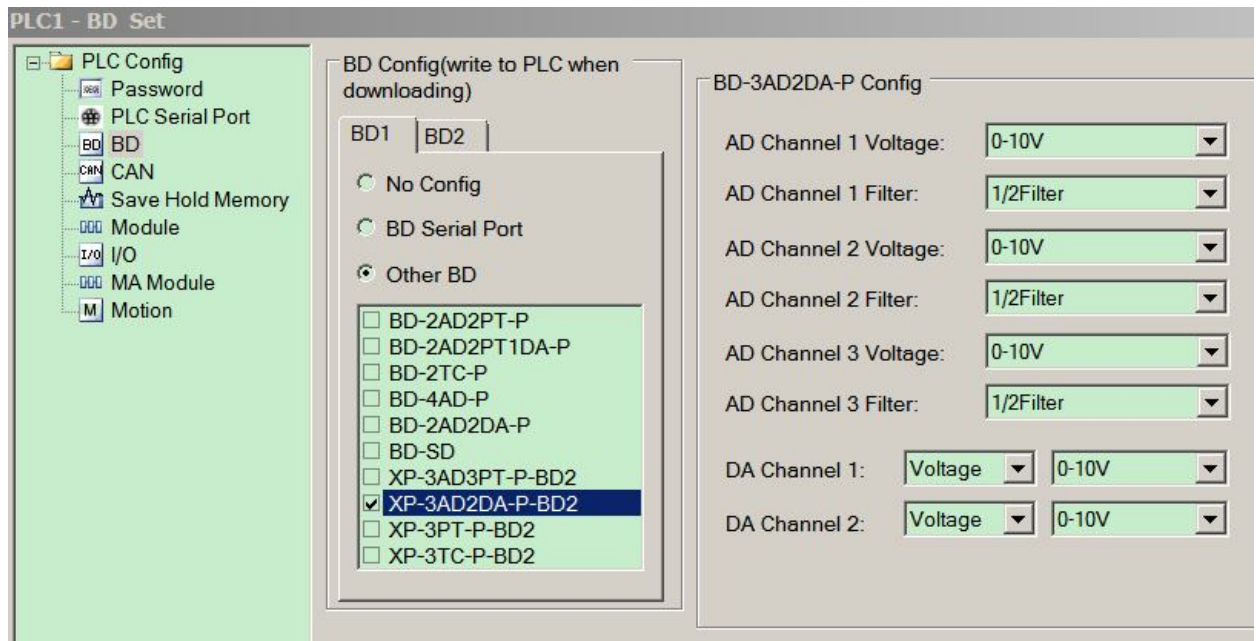 PLC1 - BD Set
PLC Config
Password
PLC Serial Port
BD BD
CAN CAN
Save Hold Memory
Module
I/O I/O
MA Module
M Motion
BD Config(write to PLC when
downloading)
BD1 BD2
No Config
BD Serial Port
Other BD
BD-2AD2PT-P
BD-2AD2PT1DA-P
BD-2TC-P
BD-4AD-P
BD-2AD2DA-P
BD-SD
XP-3AD3PT-P-BD2
XP-3AD2DA-P-BD2
XP-3PT-P-BD2
XP-3TC-P-BD2
BD-3AD2DA-P Config
AD Channel 1 Voltage: 0-10V
AD Channel 1 Filter: 1/2Filter
AD Channel 2 Voltage: 0-10V
AD Channel 2 Filter: 1/2Filter
AD Channel 3 Voltage: 0-10V
AD Channel 3 Filter: 1/2Filter
DA Channel 1: Voltage 0-10V
DA Channel 2: Voltage 0-10V